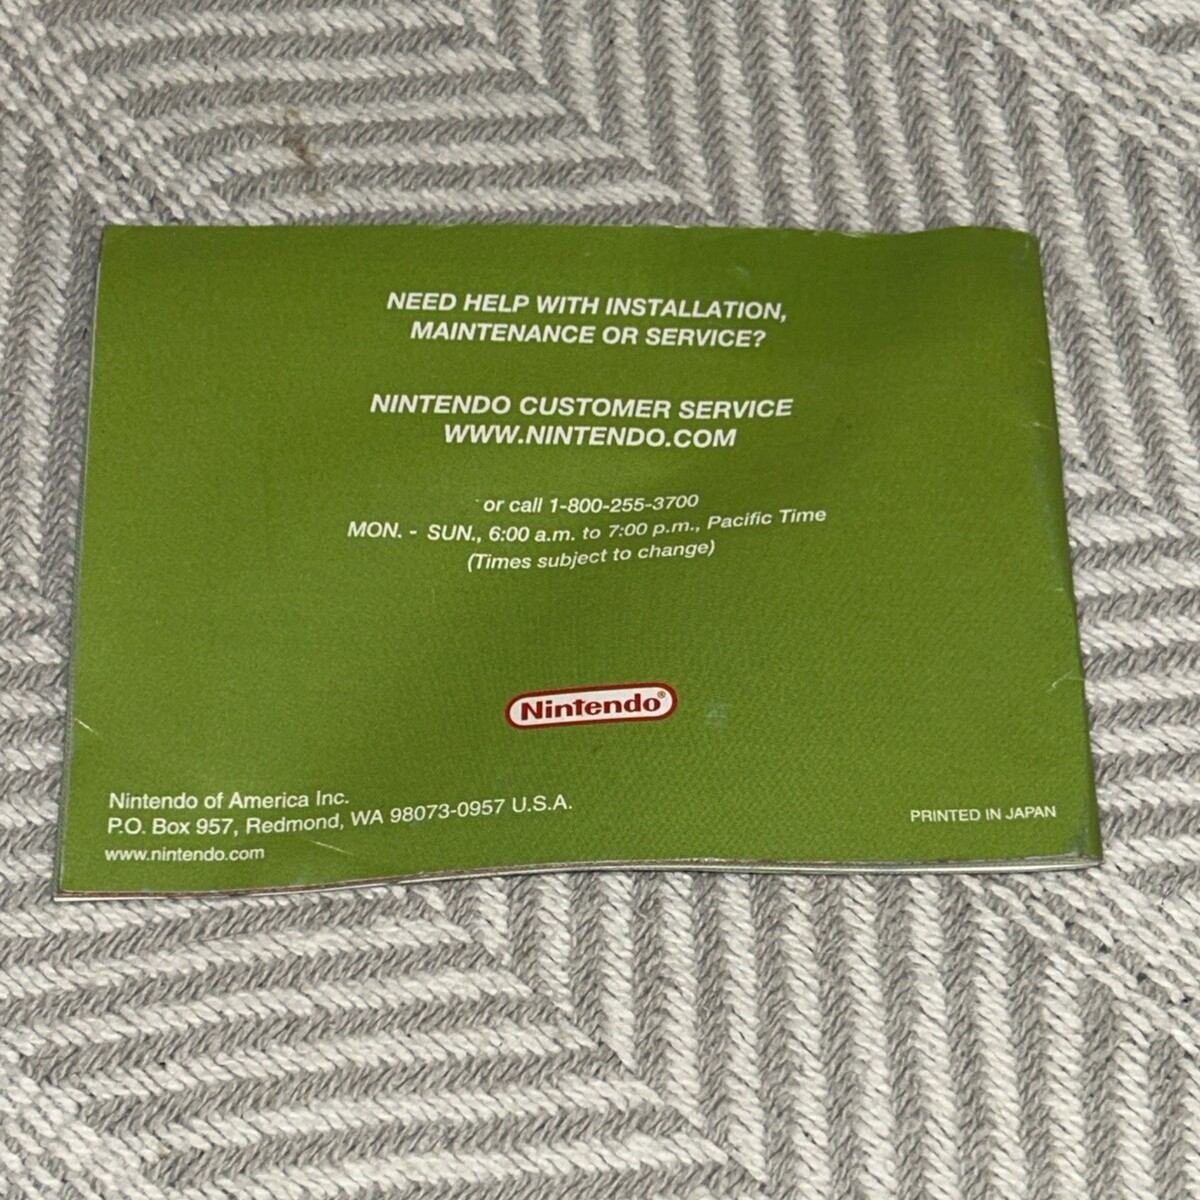 NEED HELP WITH INSTALLATION,
MAINTENANCE OR SERVICE?
NINTENDO CUSTOMER SERVICE
WWW.NINTENDO.COM
or call 1-800-255-3700
MON. - SUN., 6:00 a.m. to 7:00 p.m., Pacific Time
(Times subject to change)
Nintendo®
Nintendo of America Inc.
P.O. Box 957, Redmond, WA 98073-0957 U.S.A.
www.nintendo.com
PRINTED IN JAPAN